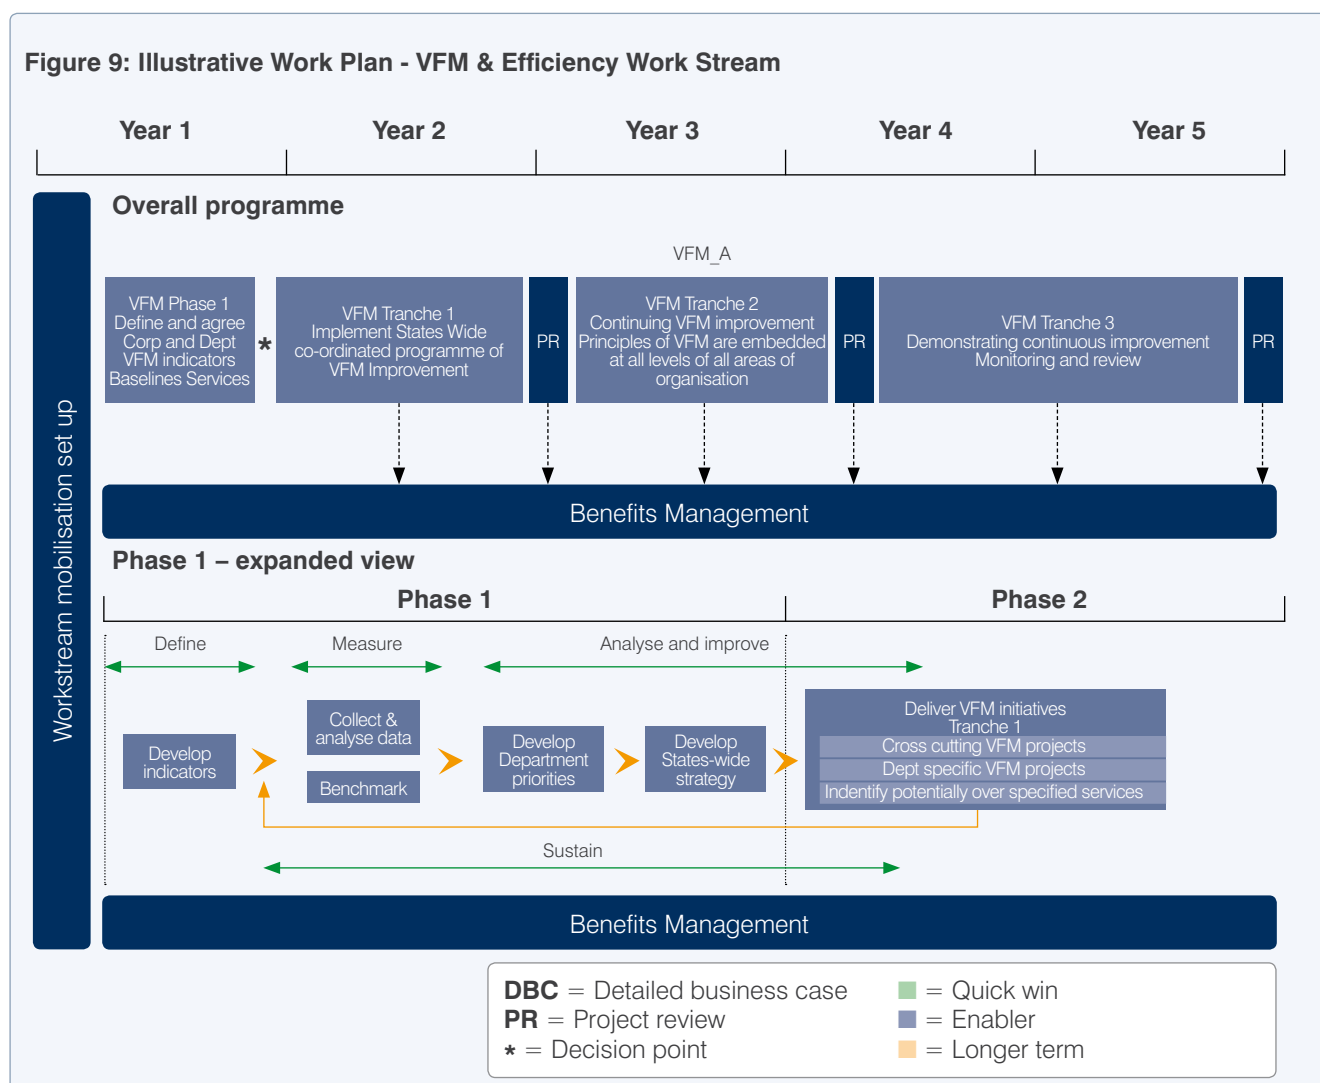 Figure 9: Illustrative Work Plan - VFM & Efficiency Work Stream
Year 1
Year 2
Year 3
Year 4
Year 5
Workstream mobilisation set up
Overall programme
VFM_A
VFM Phase 1
Define and agree
Corp and Dept
VFM indicators
Baselines Services
*
VFM Tranche 1
Implement States Wide
co-ordinated programme of
VFM Improvement
PR
VFM Tranche 2
Continuing VFM improvement
Principles of VFM are embedded
at all levels of all areas of
organisation
PR
VFM Tranche 3
Demonstrating continuous improvement
Monitoring and review
PR
Benefits Management
Phase 1 – expanded view
Phase 1
Phase 2
Define
Measure
Analyse and improve
Develop
indicators
Collect &
analyse data
Benchmark
Develop
Department
priorities
Develop
States-wide
strategy
Deliver VFM initiatives
Tranche 1
Cross cutting VFM projects
Dept specific VFM projects
Indentify potentially over specified services
Sustain
Benefits Management
DBC = Detailed business case
PR = Project review
* = Decision point
= Quick win
= Enabler
= Longer term